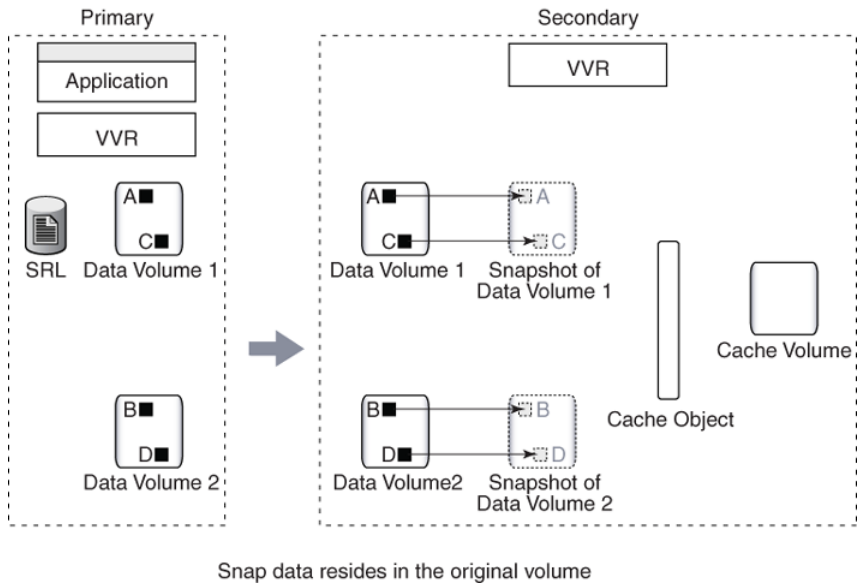 Primary
Secondary
Application
VVR
VVR
A
C
SRL
Data Volume 1
A
C
Data Volume 1
A
C
Snapshot of
Data Volume 1
Cache Object
Cache Volume
B
D
Data Volume 2
B
D
Data Volume2
B
D
Snapshot of
Data Volume 2
Snap data resides in the original volume